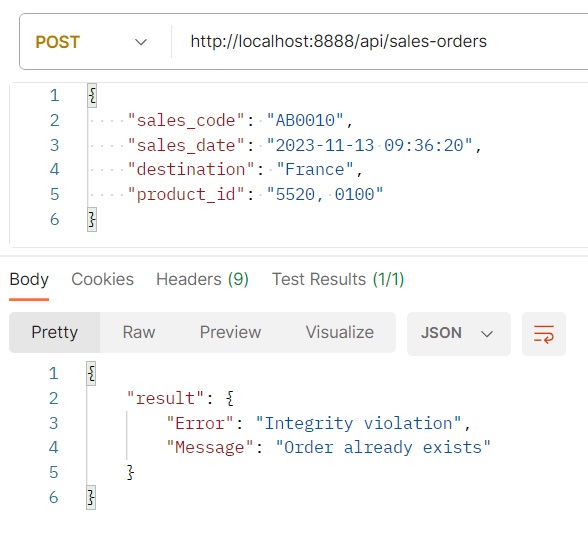 POST http://localhost:8888/api/sales-orders
1 {
2 "sales_code": "AB0010",
3 "sales_date": "2023-11-13 09:36:20",
4 "destination": "France",
5 "product_id": "5520, 0100"
6 }
Body Cookies Headers (9) Test Results (1/1)
Pretty Raw Preview Visualize JSON
1 {
2 "result": {
3 "Error": "Integrity violation",
4 "Message": "Order already exists"
5 }
6 }